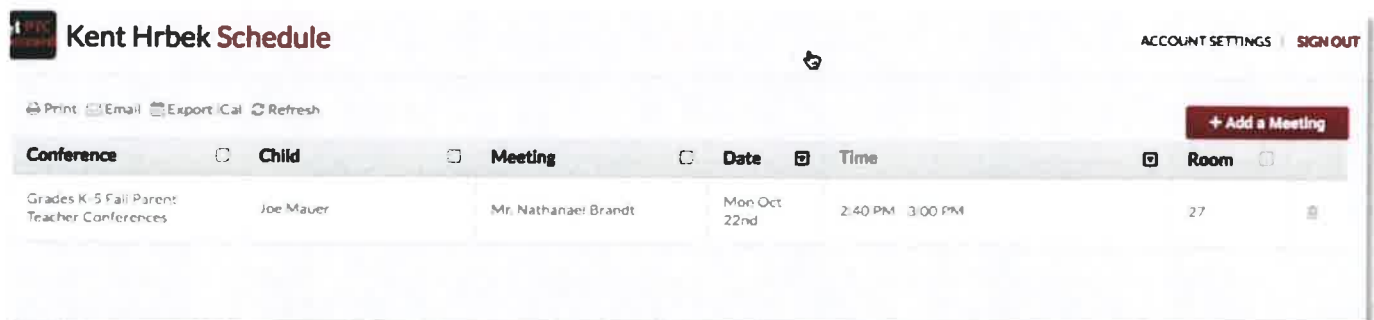 PTC
Kent Hrbek Schedule
ACCOUNT SETTINGS | SIGN OUT
Print Email Export iCal Refresh
+ Add a Meeting
Conference Child Meeting Date Time Room
Grades K-5 Fall Parent
Teacher Conferences
Joe Mauer
Mr. Nathanael Brandt
Mon Oct
22nd
2:40 PM 3:00 PM
27